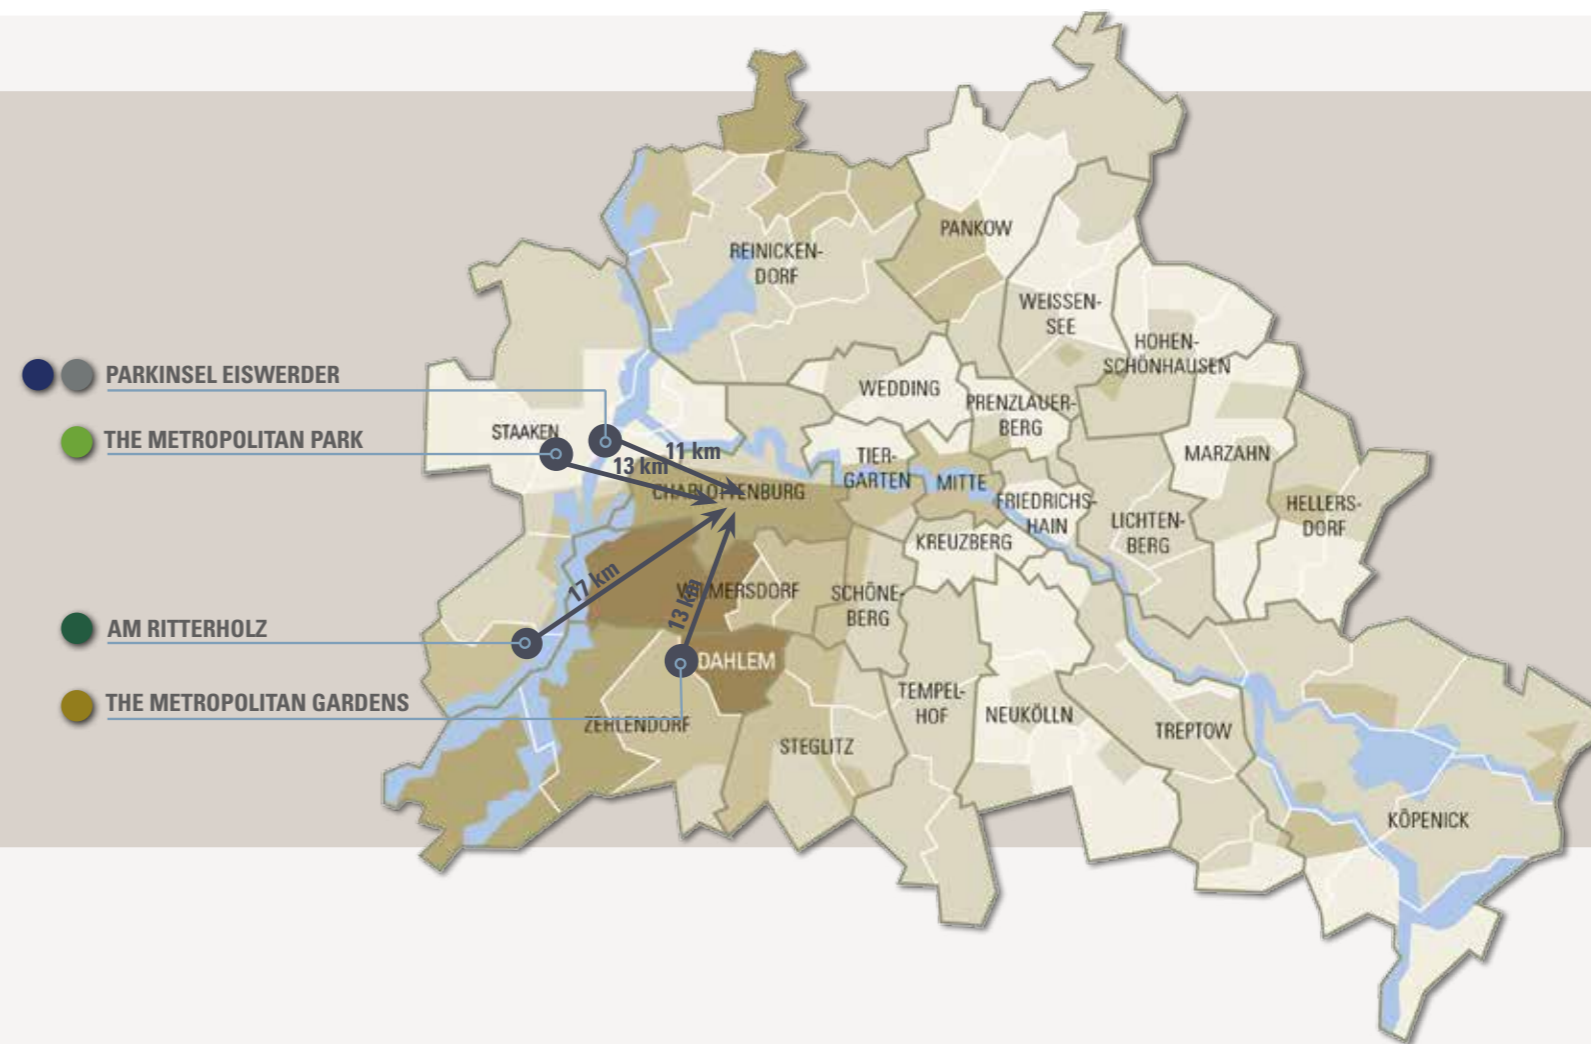 PARKINSEL EISWERDER
THE METROPOLITAN PARK
AM RITTERHOLZ
THE METROPOLITAN GARDENS
REINICKEN-
DORF
PANKOW
WEISSEN-
SEE
HOHEN-
SCHÖNHAUSEN
WEDDING
PRENZLAUER-
BERG
STAAKEN
11 km
13 km
CHARLOTTENBURG
TIER-
GARTEN
MITTE
FRIEDRICHS-
HAIN
MARZAHN
HELLERS-
DORF
LICHTEN-
BERG
KREUZBERG
17 km
WILMERSDORF
13 km
SCHÖNE-
BERG
DAHLEM
ZEHLENDORF
STEGLITZ
TEMPEL-
HOF
NEUKÖLLN
TREPTOW
KÖPENICK